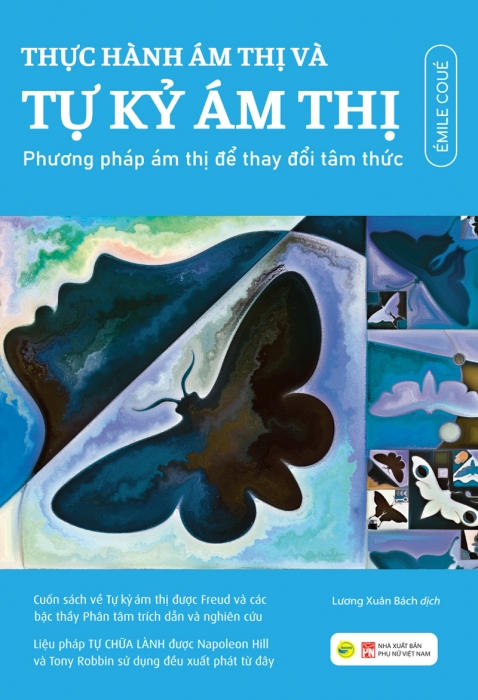 THỰC HÀNH ÁM THỊ VÀ
TỰ KỶ ÁM THỊ
Phương pháp ám thị để thay đổi tâm thức
ÉMILE COUÉ
Cuốn sách về Tự kỷ ám thị được Freud và các
bậc thầy Phân tâm trích dẫn và nghiên cứu
Liệu pháp TỰ CHỮA LÀNH được Napoleon Hill
và Tony Robbin sử dụng đều xuất phát từ đây
Lương Xuân Bách dịch
NHÀ XUẤT BẢN
PHỤ NỮ VIỆT NAM